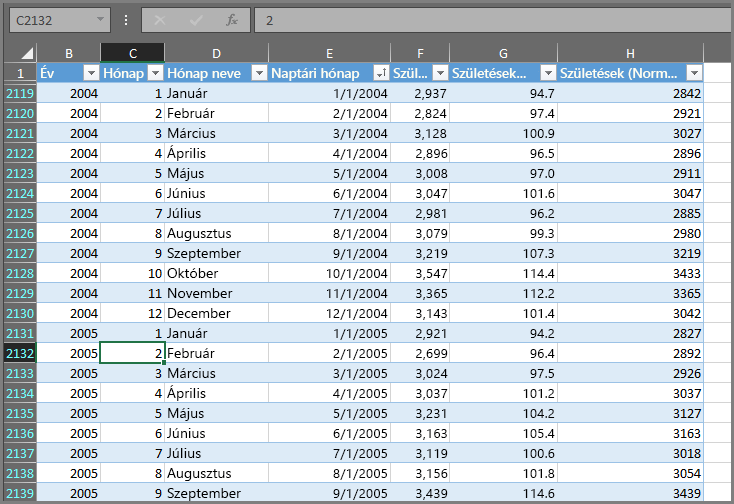 C2132 fx 2
B C D E F G H
1 Év Hónap Hónap neve Naptári hónap Szül... Születések... Születések (Norm...
2119 2004 1 Január 1/1/2004 2,937 94.7 2842
2120 2004 2 Február 2/1/2004 2,824 97.4 2921
2121 2004 3 Március 3/1/2004 3,128 100.9 3027
2122 2004 4 Április 4/1/2004 2,896 96.5 2896
2123 2004 5 Május 5/1/2004 3,008 97.0 2911
2124 2004 6 Június 6/1/2004 3,047 101.6 3047
2125 2004 7 Július 7/1/2004 2,981 96.2 2885
2126 2004 8 Augusztus 8/1/2004 3,079 99.3 2980
2127 2004 9 Szeptember 9/1/2004 3,219 107.3 3219
2128 2004 10 Október 10/1/2004 3,547 114.4 3433
2129 2004 11 November 11/1/2004 3,365 112.2 3365
2130 2004 12 December 12/1/2004 3,143 101.4 3042
2131 2005 1 Január 1/1/2005 2,921 94.2 2827
2132 2005 2 Február 2/1/2005 2,699 96.4 2892
2133 2005 3 Március 3/1/2005 3,024 97.5 2926
2134 2005 4 Április 4/1/2005 3,037 101.2 3037
2135 2005 5 Május 5/1/2005 3,231 104.2 3127
2136 2005 6 Június 6/1/2005 3,163 105.4 3163
2137 2005 7 Július 7/1/2005 3,119 100.6 3018
2138 2005 8 Augusztus 8/1/2005 3,156 101.8 3054
2139 2005 9 Szeptember 9/1/2005 3,439 114.6 3439